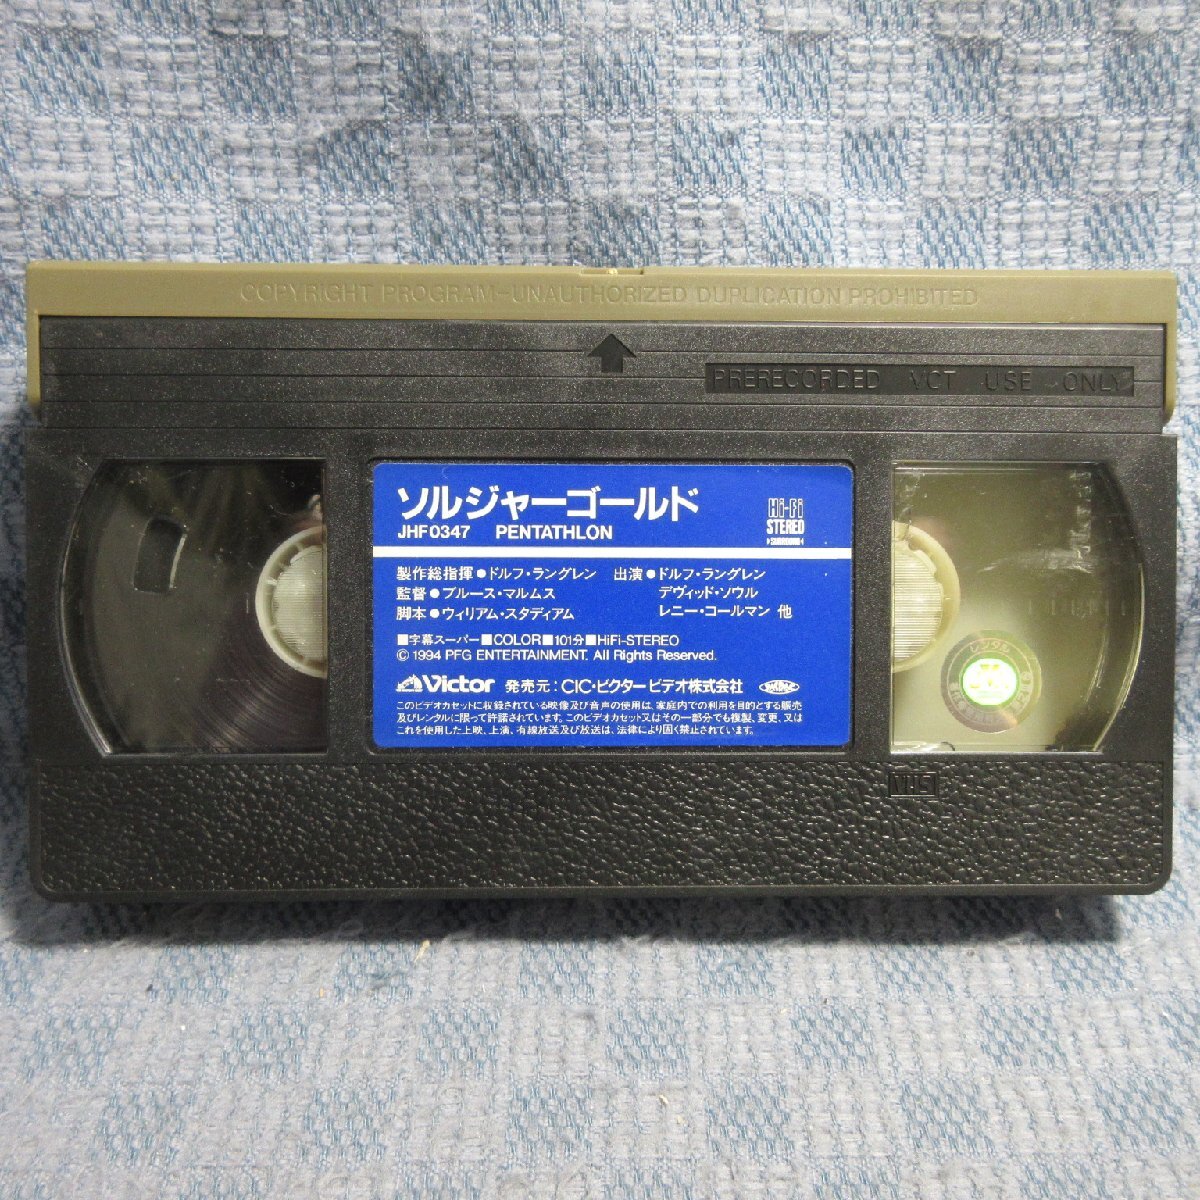 COPYRIGHT PROGRAM-UNAUTHORIZED DUPLICATION PROHIBITED
PRERECORDED VCT USE ONLY
ソルジャーゴールド
JHF0347 PENTATHLON
Hi-Fi
STEREO
SURROUND
製作総指揮●ドルフ・ラングレン
監督●ブルース・マルムス
脚本●ウィリアム・スタディアム
出演●ドルフ・ラングレン
デヴィッド・ソウル
レニー・コールマン 他
■字幕スーパー■COLOR■101分■HiFi-STEREO
© 1994 PFG ENTERTAINMENT. All Rights Reserved.
Victor 発売元:CIC・ビクター ビデオ株式会社
このビデオカセットに収録されている映像及び音声の使用は、家庭内での利用を目的とする販売
及びレンタルに限って許諾されています。このビデオカセット又はその一部分でも複製、変更、又は
これを使用した上映、上演、有線放送及び放送は、法律により固く禁止されています。
レンタル
VHS